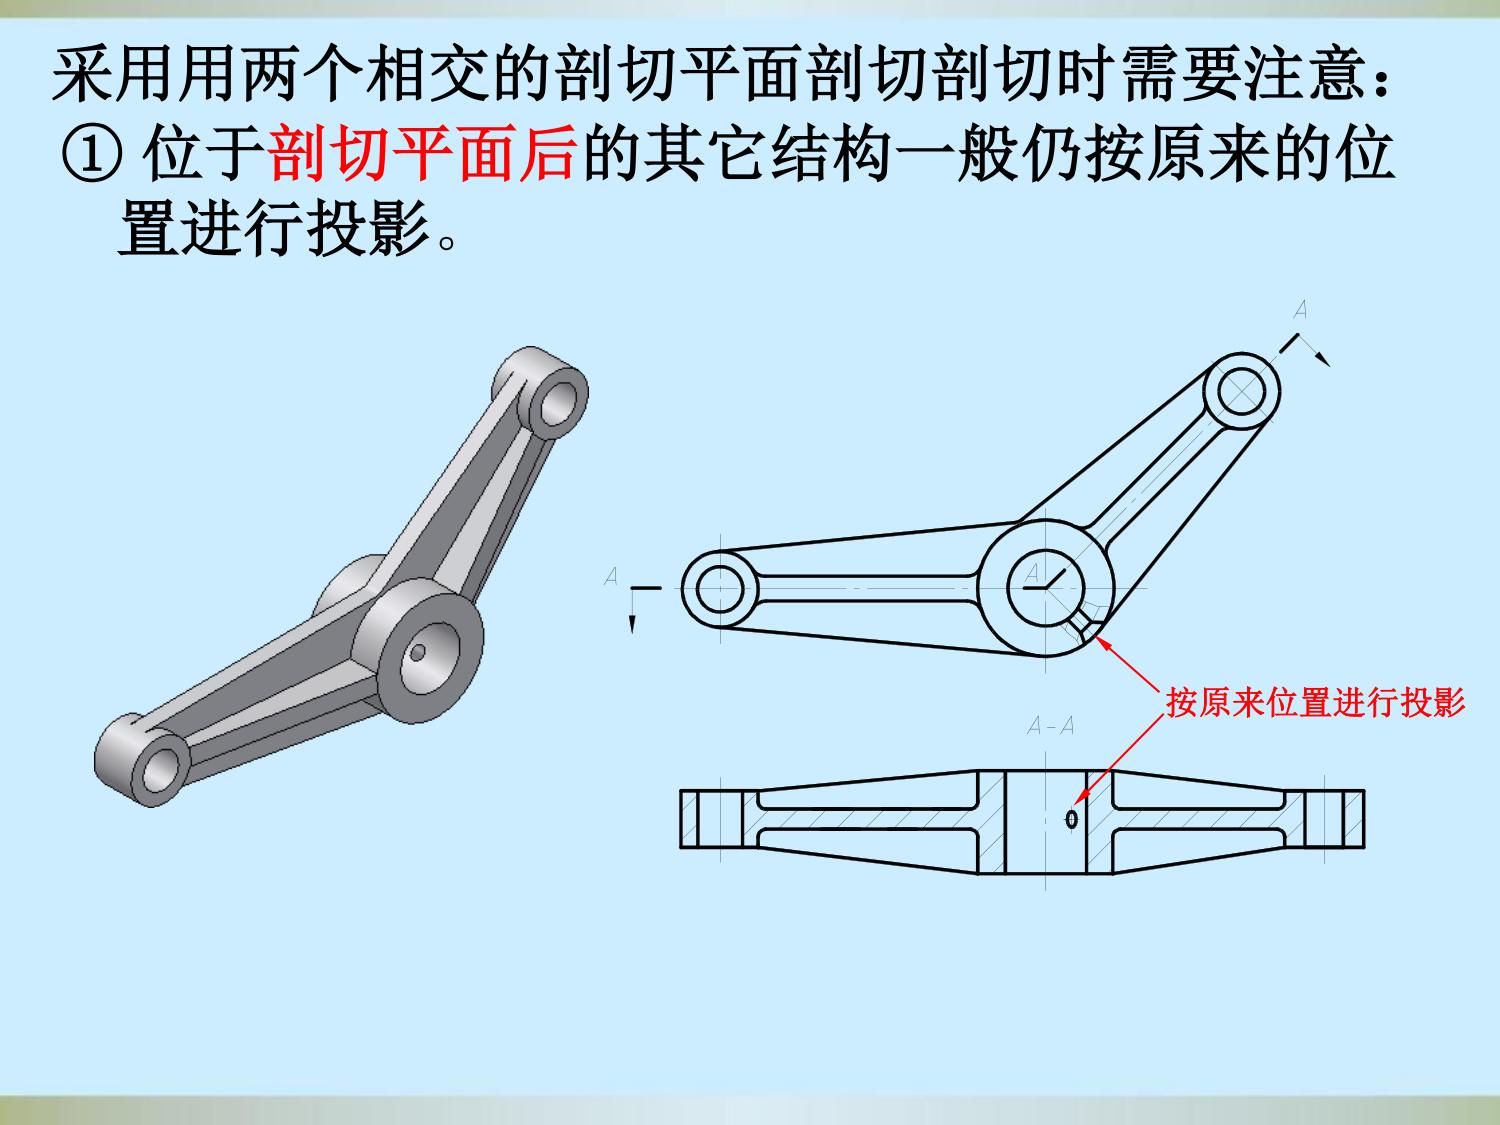 采用用两个相交的剖切平面剖切剖切时需要注意：
① 位于剖切平面后的其它结构一般仍按原来的位
置进行投影。
A
A
A
按原来位置进行投影
A-A